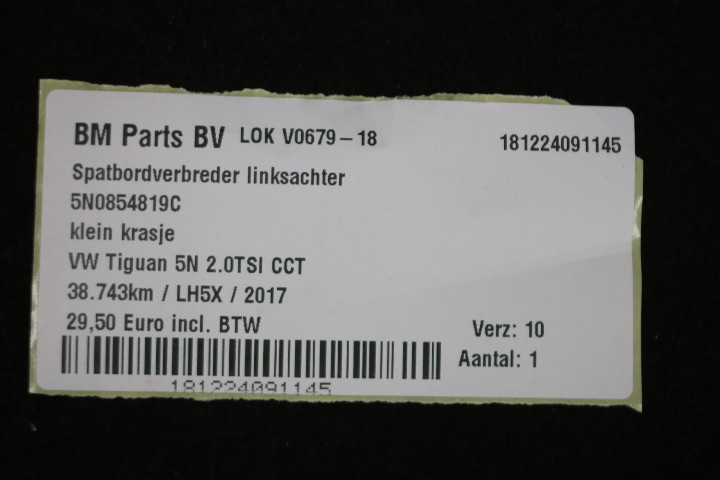 BM Parts BV LOK V0679-18 181224091145
Spatbordverbreder linksachter
5N0854819C
klein krasje
VW Tiguan 5N 2.0TSI CCT
38.743km / LH5X / 2017
29,50 Euro incl. BTW Verz: 10
Aantal: 1
181224091145